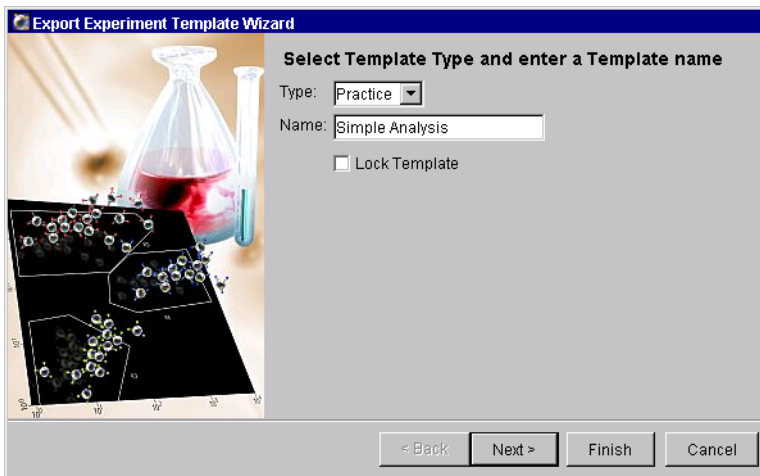 Export Experiment Template Wizard
Select Template Type and enter a Template name
Type: Practice
Name: Simple Analysis
Lock Template
< Back Next > Finish Cancel